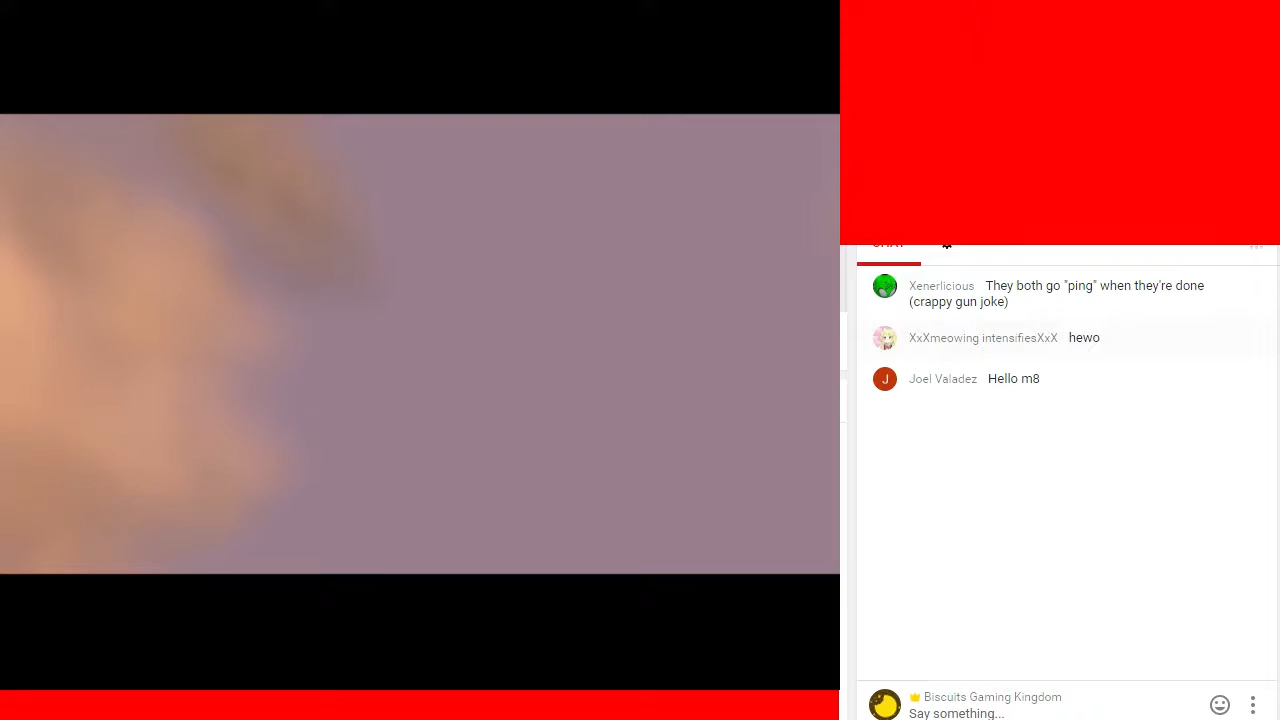 Xenerlicious They both go "ping" when they're done
(crappy gun joke)
XxXmeowing intensifiesXxX hewo
J Joel Valadez Hello m8
Biscuits Gaming Kingdom
Say something...